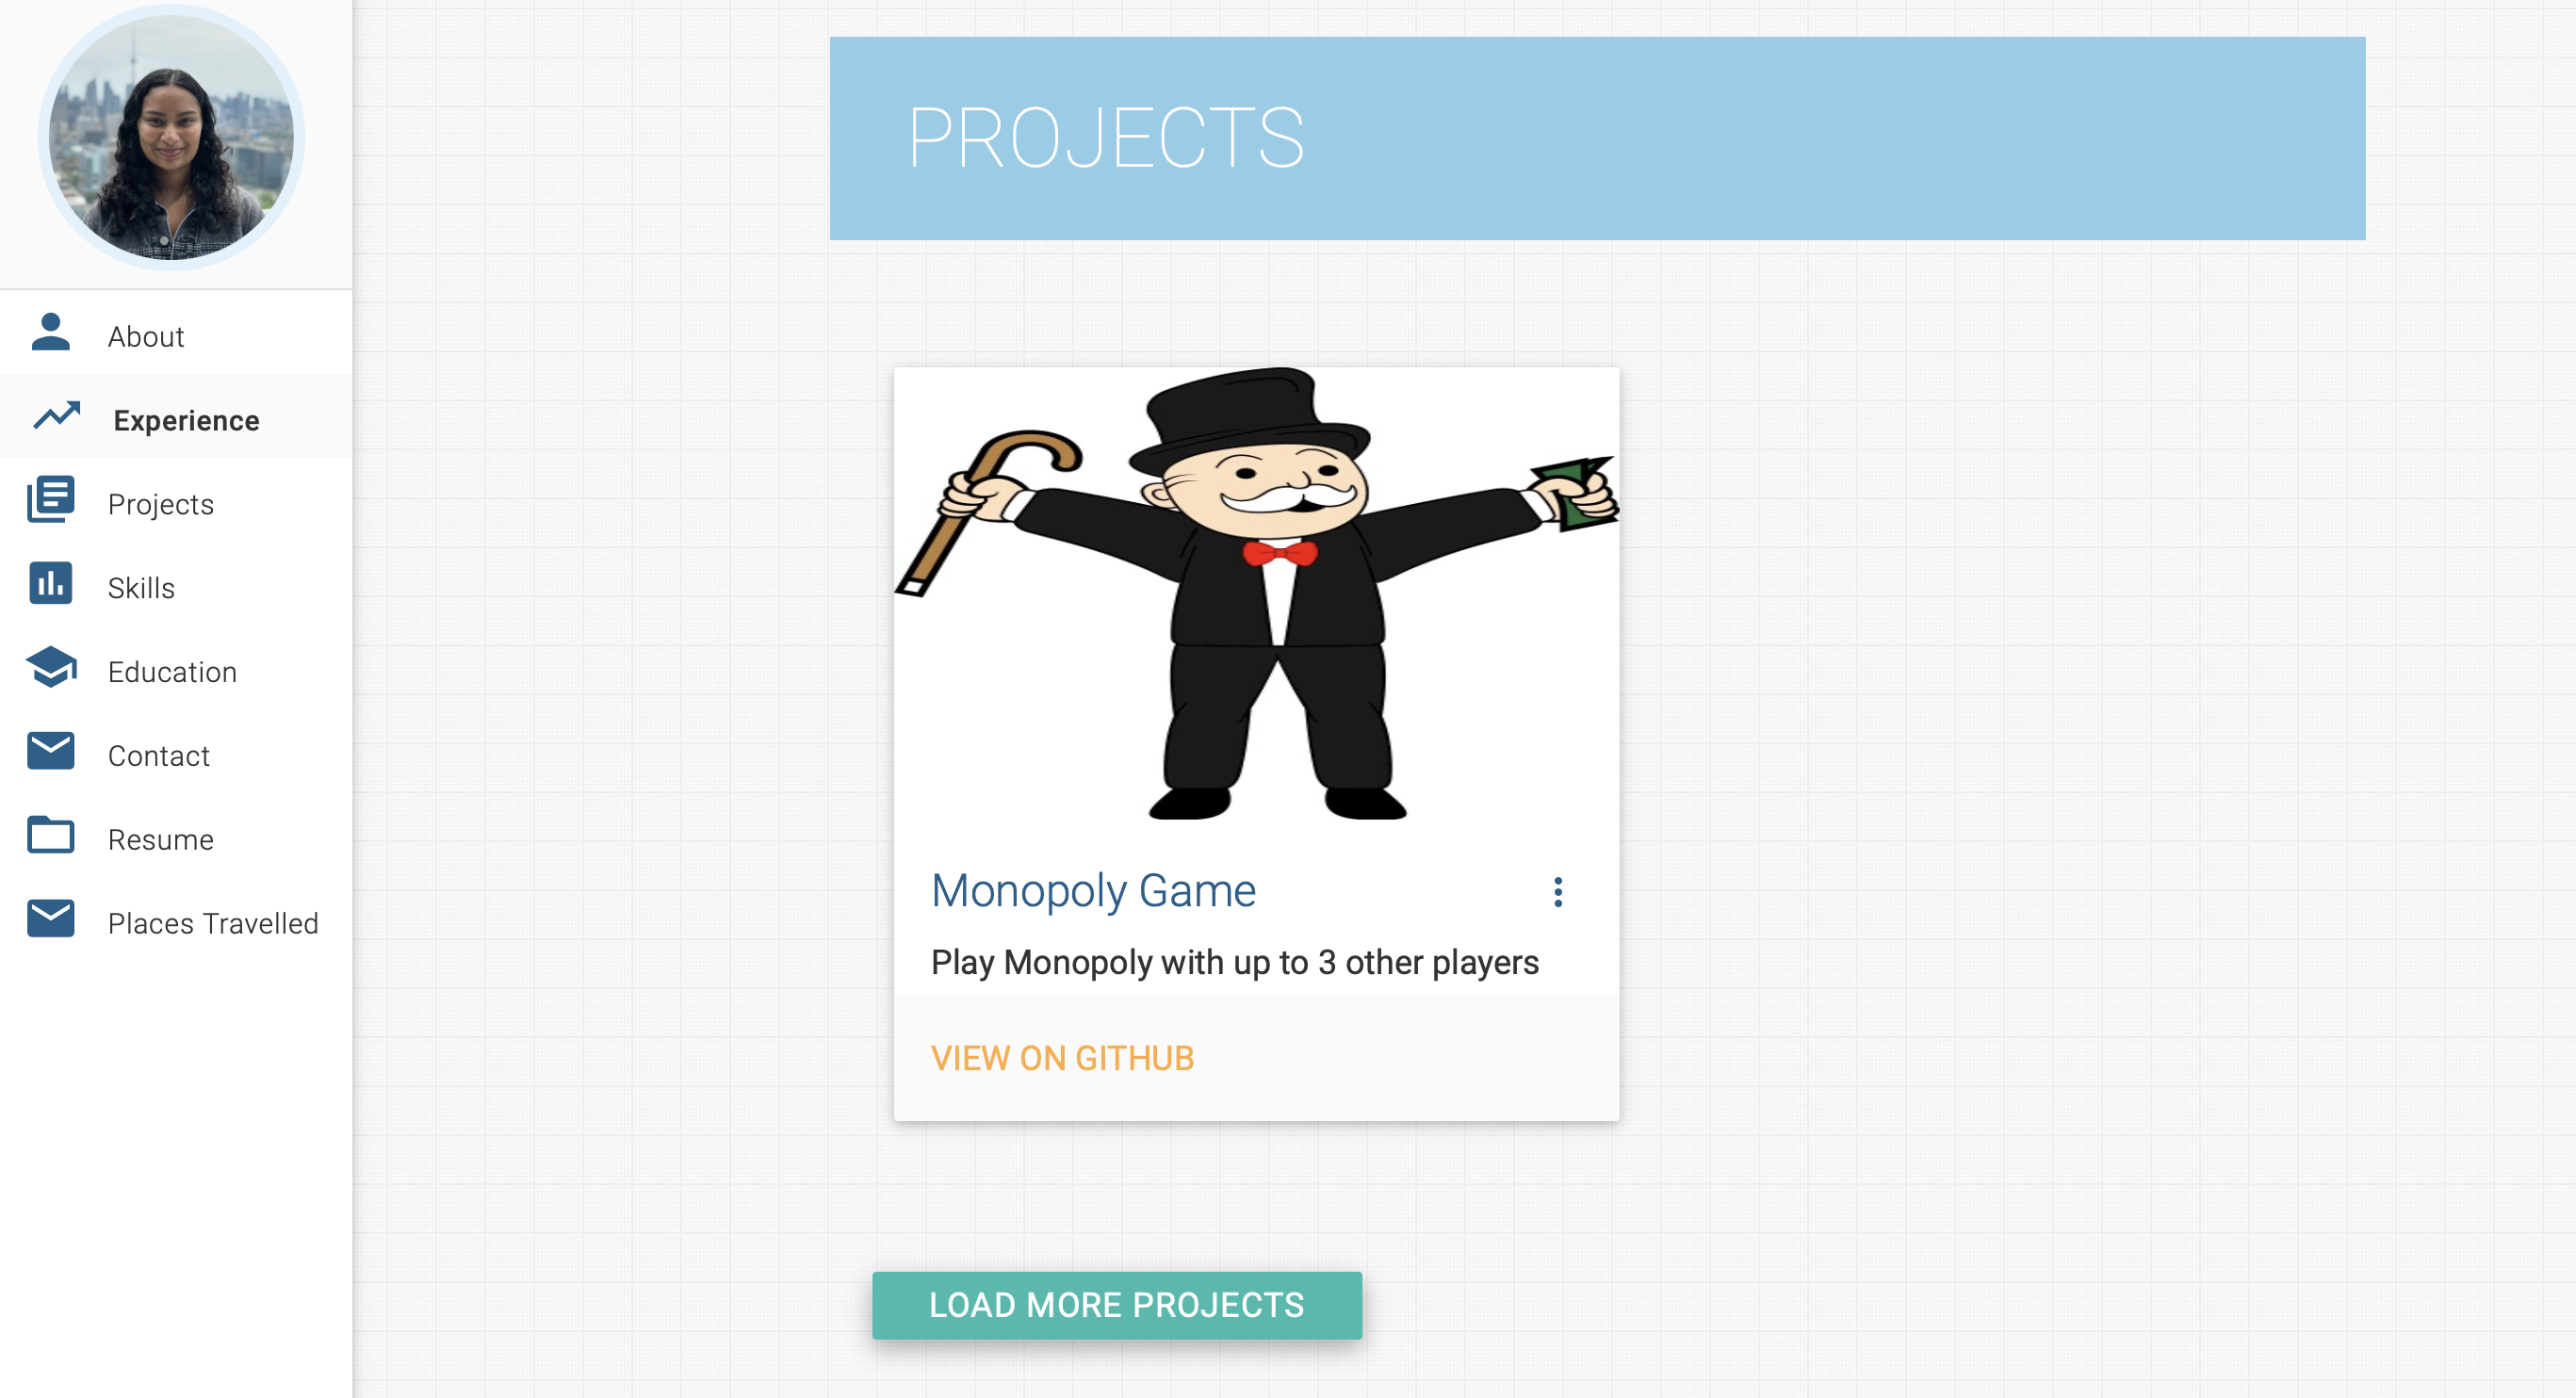 About
Experience
Projects
Skills
Education
Contact
Resume
Places Travelled
PROJECTS
Monopoly Game
Play Monopoly with up to 3 other players
VIEW ON GITHUB
LOAD MORE PROJECTS